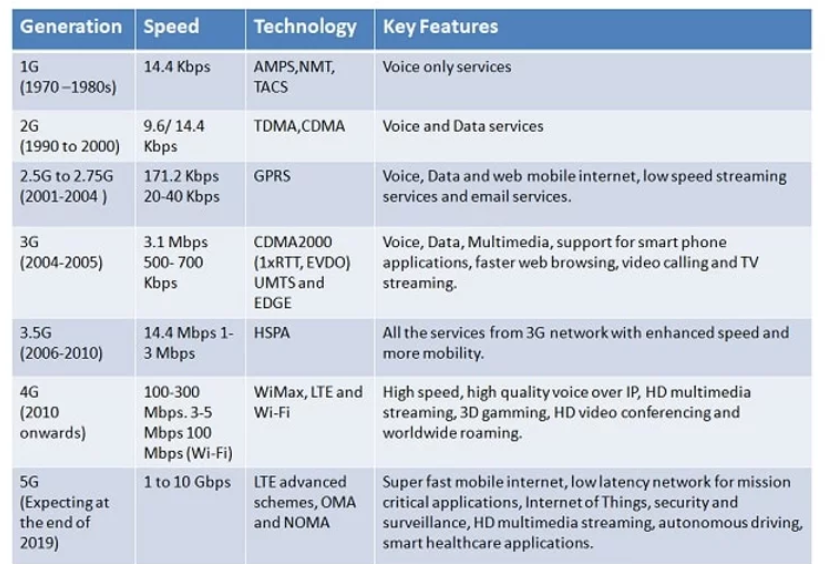 Generation Speed Technology Key Features
1G
(1970 –1980s)
14.4 Kbps
AMPS,NMT,
TACS
Voice only services
2G
(1990 to 2000)
9.6/ 14.4
Kbps
TDMA,CDMA
Voice and Data services
2.5G to 2.75G
(2001-2004 )
171.2 Kbps
20-40 Kbps
GPRS
Voice, Data and web mobile internet, low speed streaming
services and email services.
3G
(2004-2005)
3.1 Mbps
500- 700
Kbps
CDMA2000
(1xRTT, EVDO)
UMTS and
EDGE
Voice, Data, Multimedia, support for smart phone
applications, faster web browsing, video calling and TV
streaming.
3.5G
(2006-2010)
14.4 Mbps 1-
3 Mbps
HSPA
All the services from 3G network with enhanced speed and
more mobility.
4G
(2010
onwards)
100-300
Mbps. 3-5
Mbps 100
Mbps (Wi-Fi)
WiMax, LTE and
Wi-Fi
High speed, high quality voice over IP, HD multimedia
streaming, 3D gamming, HD video conferencing and
worldwide roaming.
5G
(Expecting at
the end of
2019)
1 to 10 Gbps
LTE advanced
schemes, OMA
and NOMA
Super fast mobile internet, low latency network for mission
critical applications, Internet of Things, security and
surveillance, HD multimedia streaming, autonomous driving,
smart healthcare applications.